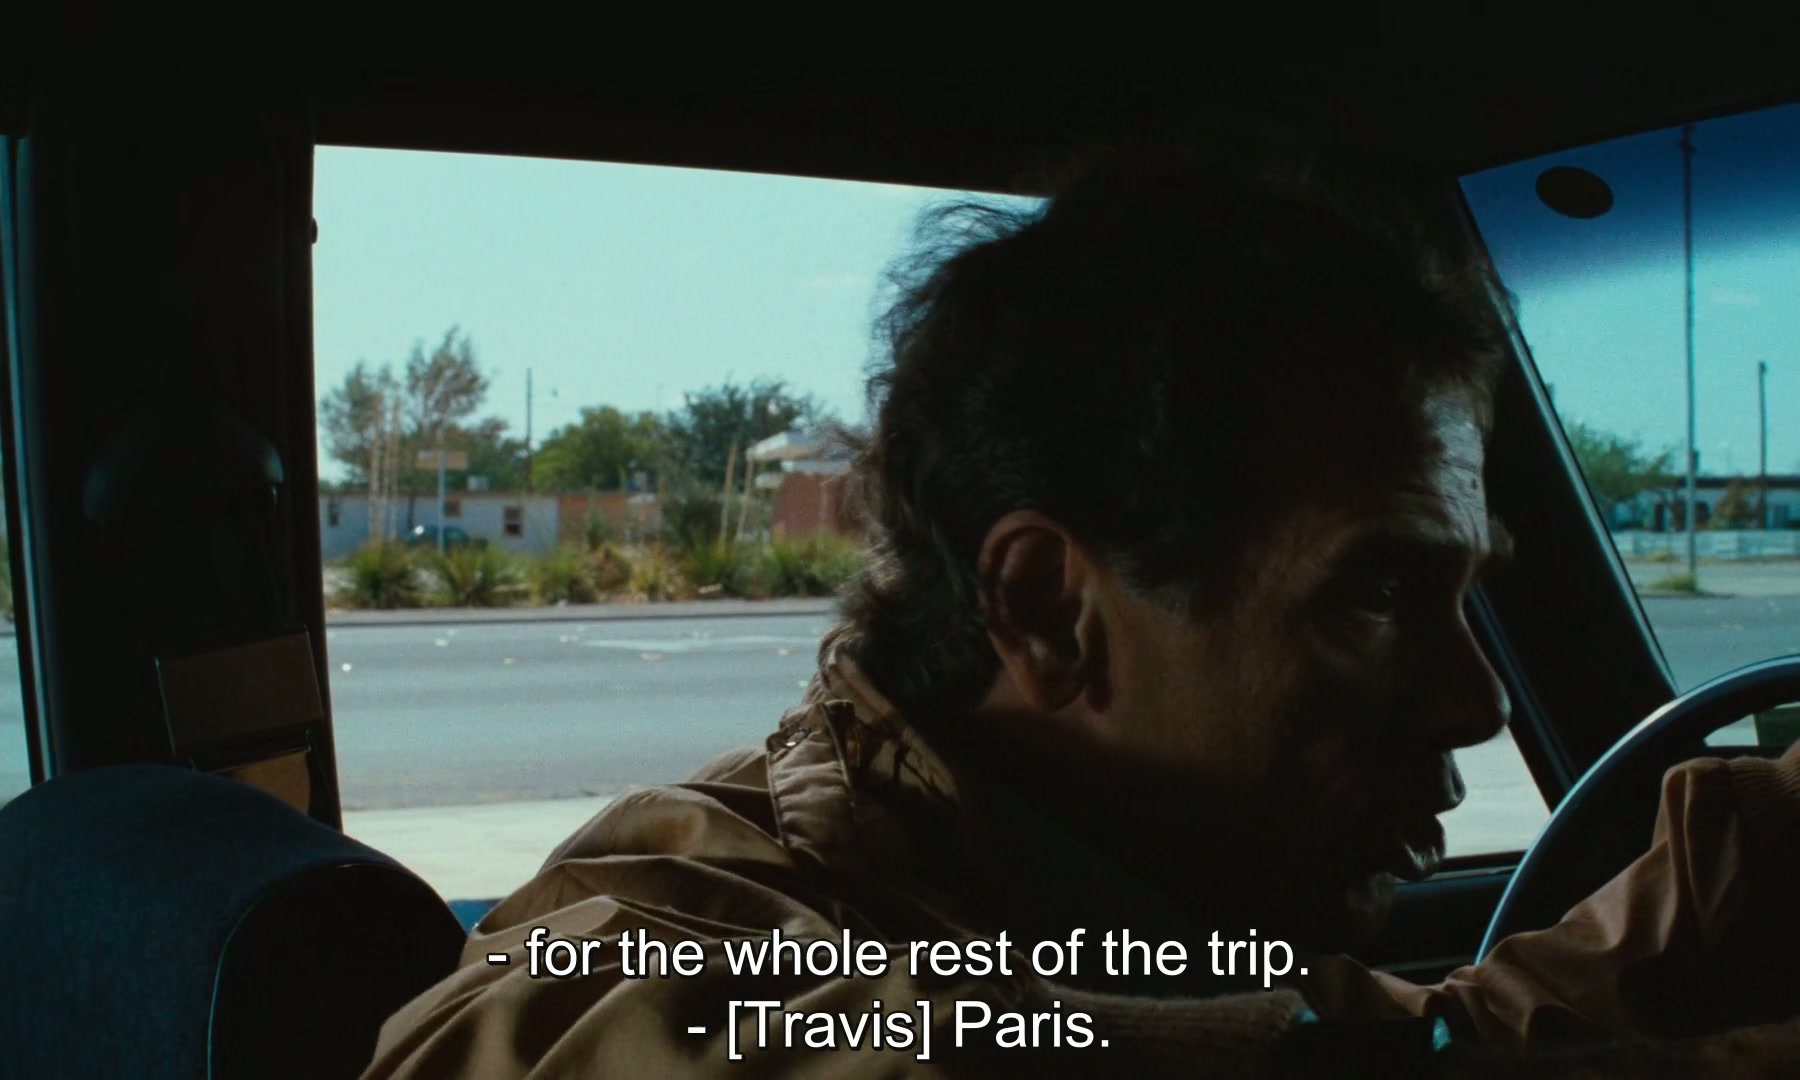 - for the whole rest of the trip.
- [Travis] Paris.